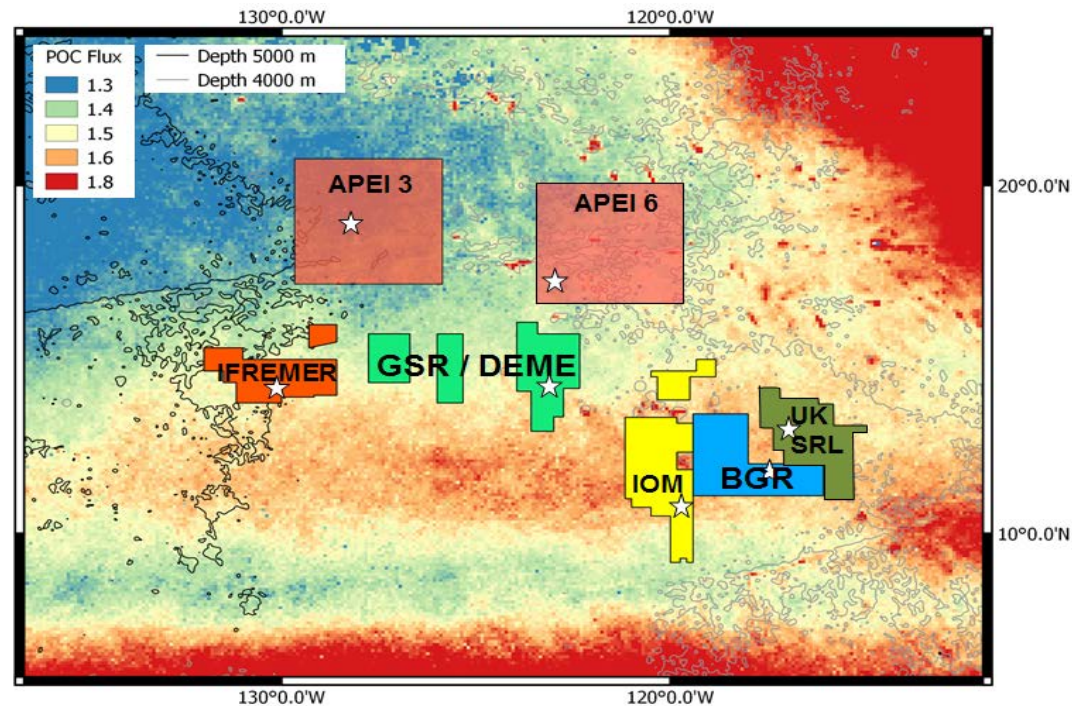 130°0.0'W
120°0.0'W
POC Flux
1.3
1.4
1.5
1.6
1.8
Depth 5000 m
Depth 4000 m
APEI 3
APEI 6
20°0.0'N
IFREMER
GSR / DEME
UK
SRL
IOM
BGR
10°0.0'N
130°0.0'W
120°0.0'W